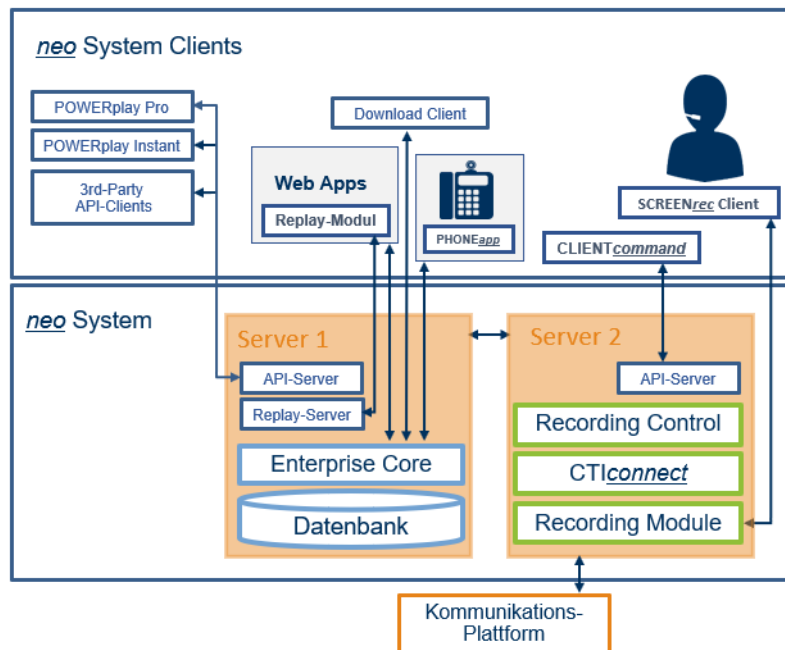 neo System Clients
POWERplay Pro
POWERplay Instant
3rd-Party
API-Clients
Download Client
Web Apps
Replay-Modul
PHONEapp
SCREENrec Client
CLIENTcommand
neo System
Server 1
API-Server
Replay-Server
Enterprise Core
Datenbank
Server 2
API-Server
Recording Control
CTIconnect
Recording Module
Kommunikations-
Plattform